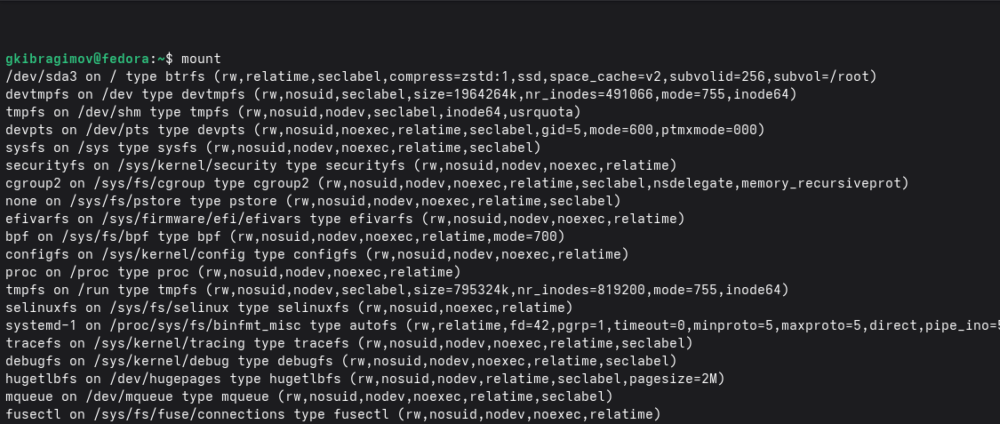 gkibragimov@fedora:~$ mount
/dev/sda3 on / type btrfs (rw,relatime,seclabel,compress=zstd:1,ssd,space_cache=v2,subvolid=256,subvol=/root)
devtmpfs on /dev type devtmpfs (rw,nosuid,seclabel,size=1964264k,nr_inodes=491066,mode=755,inode64)
tmpfs on /dev/shm type tmpfs (rw,nosuid,nodev,seclabel,inode64,usrquota)
devpts on /dev/pts type devpts (rw,nosuid,noexec,relatime,seclabel,gid=5,mode=600,ptmxmode=000)
sysfs on /sys type sysfs (rw,nosuid,nodev,noexec,relatime,seclabel)
securityfs on /sys/kernel/security type securityfs (rw,nosuid,nodev,noexec,relatime)
cgroup2 on /sys/fs/cgroup type cgroup2 (rw,nosuid,nodev,noexec,relatime,seclabel,nsdelegate,memory_recursiveprot)
none on /sys/fs/pstore type pstore (rw,nosuid,nodev,noexec,relatime,seclabel)
efivarfs on /sys/firmware/efi/efivars type efivarfs (rw,nosuid,nodev,noexec,relatime)
bpf on /sys/fs/bpf type bpf (rw,nosuid,nodev,noexec,relatime,mode=700)
configfs on /sys/kernel/config type configfs (rw,nosuid,nodev,noexec,relatime)
proc on /proc type proc (rw,nosuid,nodev,noexec,relatime)
tmpfs on /run type tmpfs (rw,nosuid,nodev,seclabel,size=795324k,nr_inodes=819200,mode=755,inode64)
selinuxfs on /sys/fs/selinux type selinuxfs (rw,nosuid,noexec,relatime)
systemd-1 on /proc/sys/fs/binfmt_misc type autofs (rw,relatime,fd=42,pgrp=1,timeout=0,minproto=5,maxproto=5,direct,pipe_ino=5
tracefs on /sys/kernel/tracing type tracefs (rw,nosuid,nodev,noexec,relatime,seclabel)
debugfs on /sys/kernel/debug type debugfs (rw,nosuid,nodev,noexec,relatime,seclabel)
hugetlbfs on /dev/hugepages type hugetlbfs (rw,nosuid,nodev,relatime,seclabel,pagesize=2M)
mqueue on /dev/mqueue type mqueue (rw,nosuid,nodev,noexec,relatime,seclabel)
fusectl on /sys/fs/fuse/connections type fusectl (rw,nosuid,nodev,noexec,relatime)